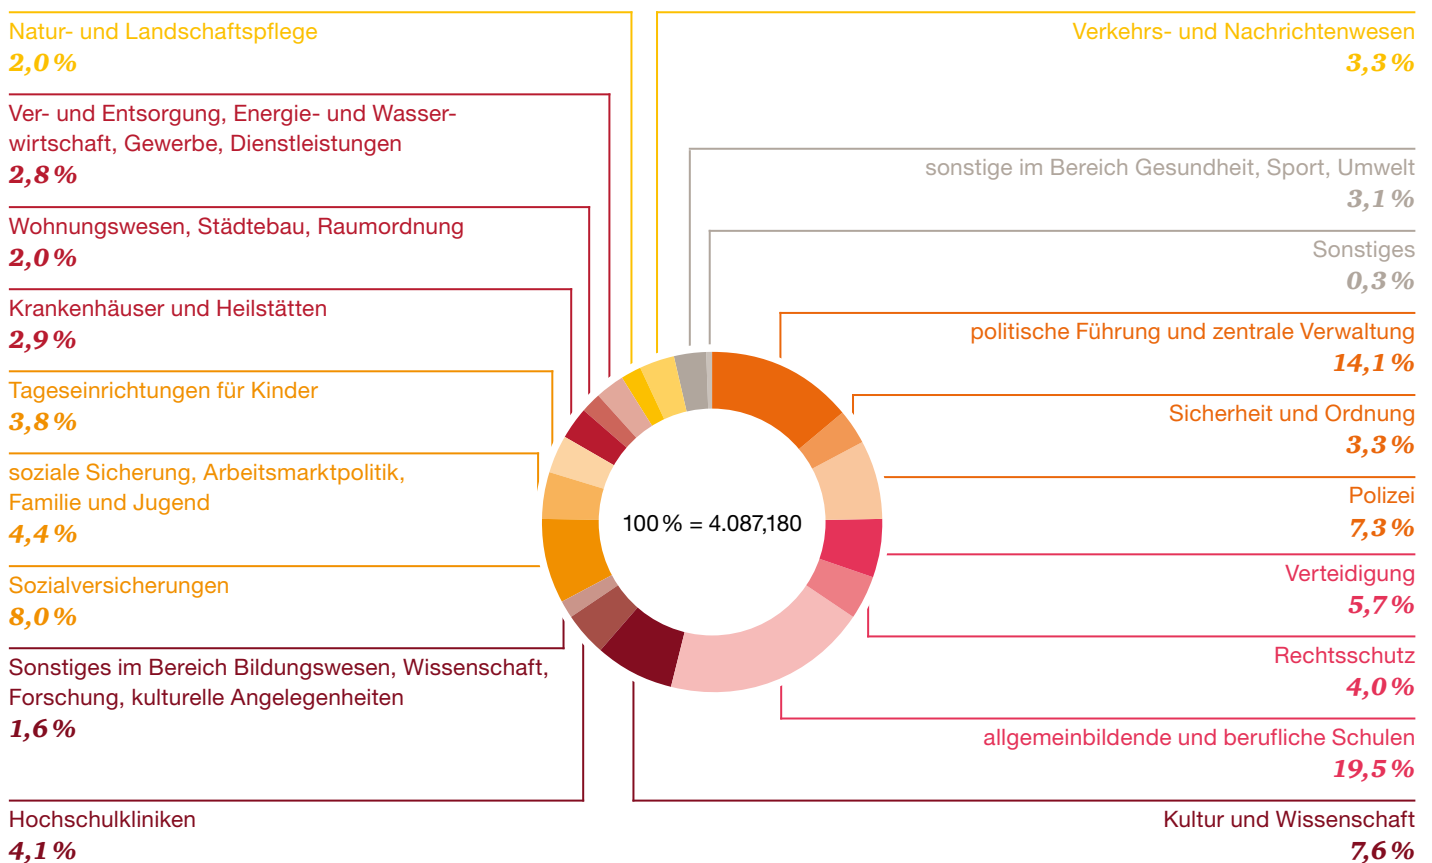 Natur- und Landschaftspflege
2,0 %
Ver- und Entsorgung, Energie- und Wasser-
wirtschaft, Gewerbe, Dienstleistungen
2,8 %
Wohnungswesen, Städtebau, Raumordnung
2,0 %
Krankenhäuser und Heilstätten
2,9 %
Tageseinrichtungen für Kinder
3,8 %
soziale Sicherung, Arbeitsmarktpolitik,
Familie und Jugend
4,4 %
Sozialversicherungen
8,0 %
Sonstiges im Bereich Bildungswesen, Wissenschaft,
Forschung, kulturelle Angelegenheiten
1,6 %
Hochschulkliniken
4,1 %
100 % = 4.087,180
Verkehrs- und Nachrichtenwesen
3,3 %
sonstige im Bereich Gesundheit, Sport, Umwelt
3,1 %
Sonstiges
0,3 %
politische Führung und zentrale Verwaltung
14,1 %
Sicherheit und Ordnung
3,3 %
Polizei
7,3 %
Verteidigung
5,7 %
Rechtsschutz
4,0 %
allgemeinbildende und berufliche Schulen
19,5 %
Kultur und Wissenschaft
7,6 %